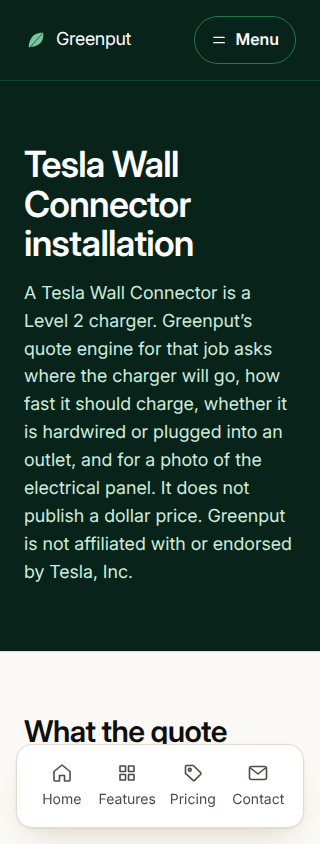 Greenput
Menu
Tesla Wall
Connector
installation
A Tesla Wall Connector is a
Level 2 charger. Greenput’s
quote engine for that job asks
where the charger will go, how
fast it should charge, whether it
is hardwired or plugged into an
outlet, and for a photo of the
electrical panel. It does not
publish a dollar price. Greenput
is not affiliated with or endorsed
by Tesla, Inc.
What the quote
Home Features Pricing Contact